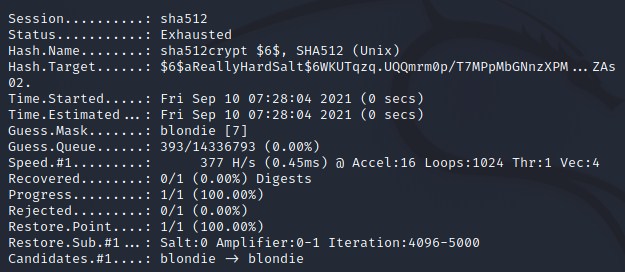 Session..........: sha512
Status...........: Exhausted
Hash.Name........: sha512crypt $6$, SHA512 (Unix)
Hash.Target......: $6$aReallyHardSalt$6WKUTqzq.UQQmrm0p/T7MPpMbGNnzXPM...ZAs
02.
Time.Started.....: Fri Sep 10 07:28:04 2021 (0 secs)
Time.Estimated...: Fri Sep 10 07:28:04 2021 (0 secs)
Guess.Mask.......: blondie [7]
Guess.Queue......: 393/14336793 (0.00%)
Speed.#1.........:      377 H/s (0.45ms) @ Accel:16 Loops:1024 Thr:1 Vec:4
Recovered........: 0/1 (0.00%) Digests
Progress.........: 1/1 (100.00%)
Rejected.........: 0/1 (0.00%)
Restore.Point....: 1/1 (100.00%)
Restore.Sub.#1...: Salt:0 Amplifier:0-1 Iteration:4096-5000
Candidates.#1....: blondie -> blondie